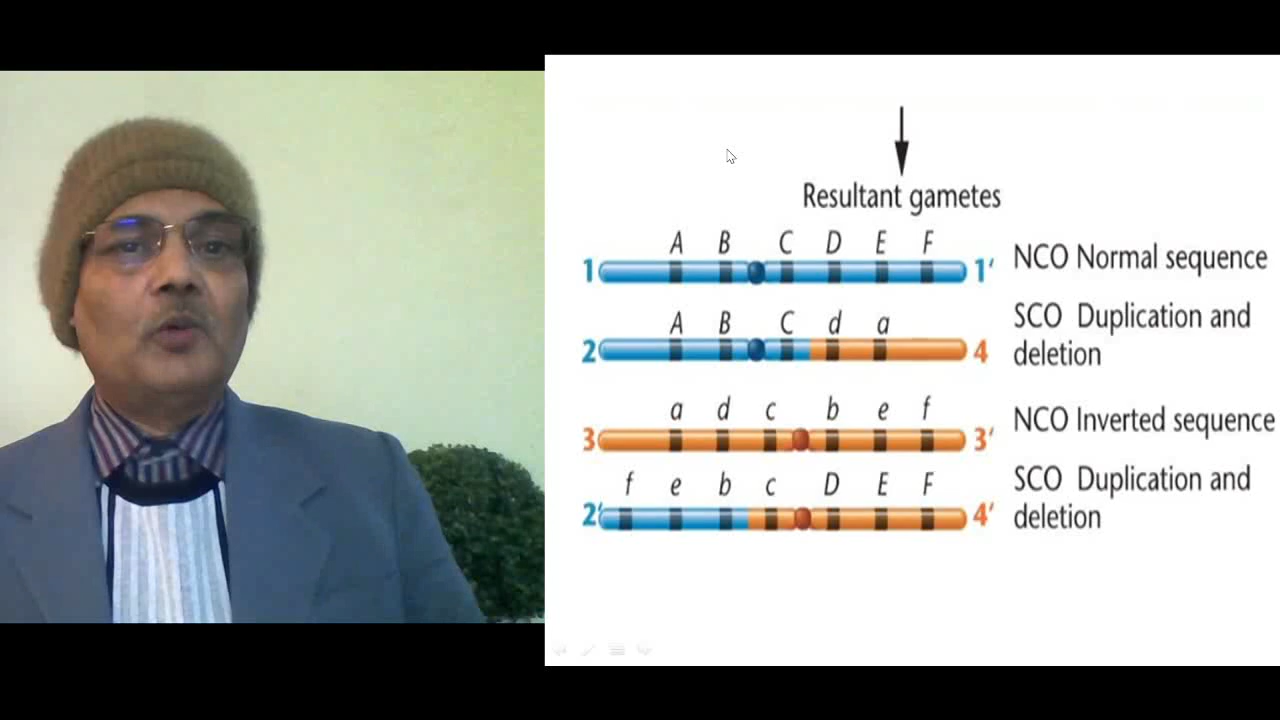 Resultant gametes
A B C D E F
1 1′ NCO Normal sequence
A B C d a
2 4 SCO Duplication and
deletion
a d c b e f
3 3′ NCO Inverted sequence
f e b c D E F
2′ 4′ SCO Duplication and
deletion